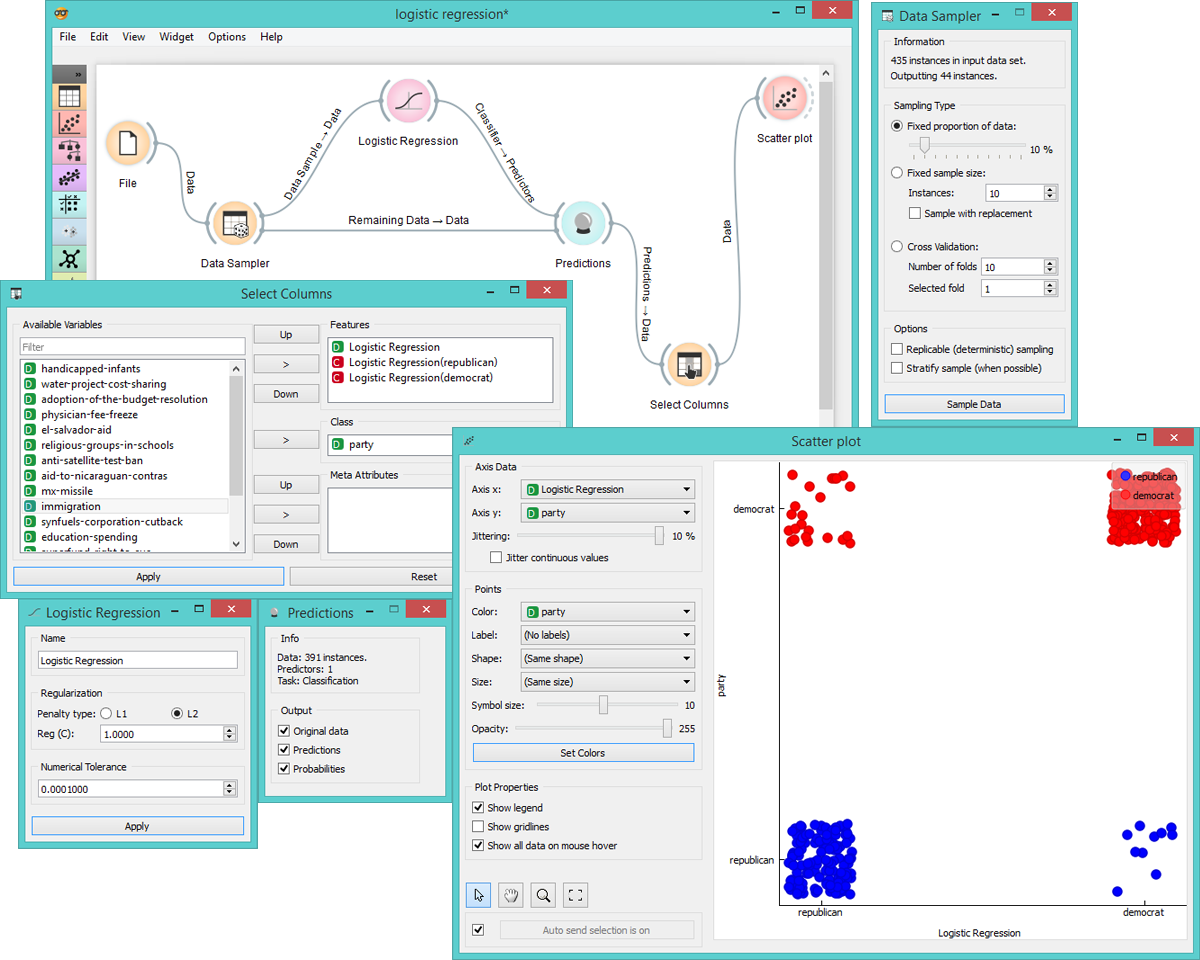 logistic regression*
File Edit View Widget Options Help
»
File
Data
Data Sampler
Data Sample → Data
Logistic Regression
Classifier → Predictors
Remaining Data → Data
Predictions
Predictions → Data
Select Columns
Data
Scatter plot
Data Sampler
Information
435 instances in input data set.
Outputting 44 instances.
Sampling Type
Fixed proportion of data:
10 %
Fixed sample size:
Instances: 10
Sample with replacement
Cross Validation:
Number of folds 10
Selected fold 1
Options
Replicable (deterministic) sampling
Stratify sample (when possible)
Sample Data
Select Columns
Available Variables
Filter
D handicapped-infants
D water-project-cost-sharing
D adoption-of-the-budget-resolution
D physician-fee-freeze
D el-salvador-aid
D religious-groups-in-schools
D anti-satellite-test-ban
D aid-to-nicaraguan-contras
D mx-missile
D immigration
D synfuels-corporation-cutback
D education-spending
Up
>
Down
>
Up
>
Down
Features
D Logistic Regression
C Logistic Regression(republican)
C Logistic Regression(democrat)
Class
D party
Meta Attributes
Apply
Reset
Logistic Regression
Name
Logistic Regression
Regularization
Penalty type: L1 L2
Reg (C): 1.0000
Numerical Tolerance
0.0001000
Apply
Predictions
Info
Data: 391 instances.
Predictors: 1
Task: Classification
Output
Original data
Predictions
Probabilities
Scatter plot
Axis Data
Axis x: D Logistic Regression
Axis y: D party
Jittering: 10 %
Jitter continuous values
Points
Color: D party
Label: (No labels)
Shape: (Same shape)
Size: (Same size)
Symbol size: 10
Opacity: 255
Set Colors
Plot Properties
Show legend
Show gridlines
Show all data on mouse hover
Auto send selection is on
republican
democrat
democrat
party
republican
republican
democrat
Logistic Regression